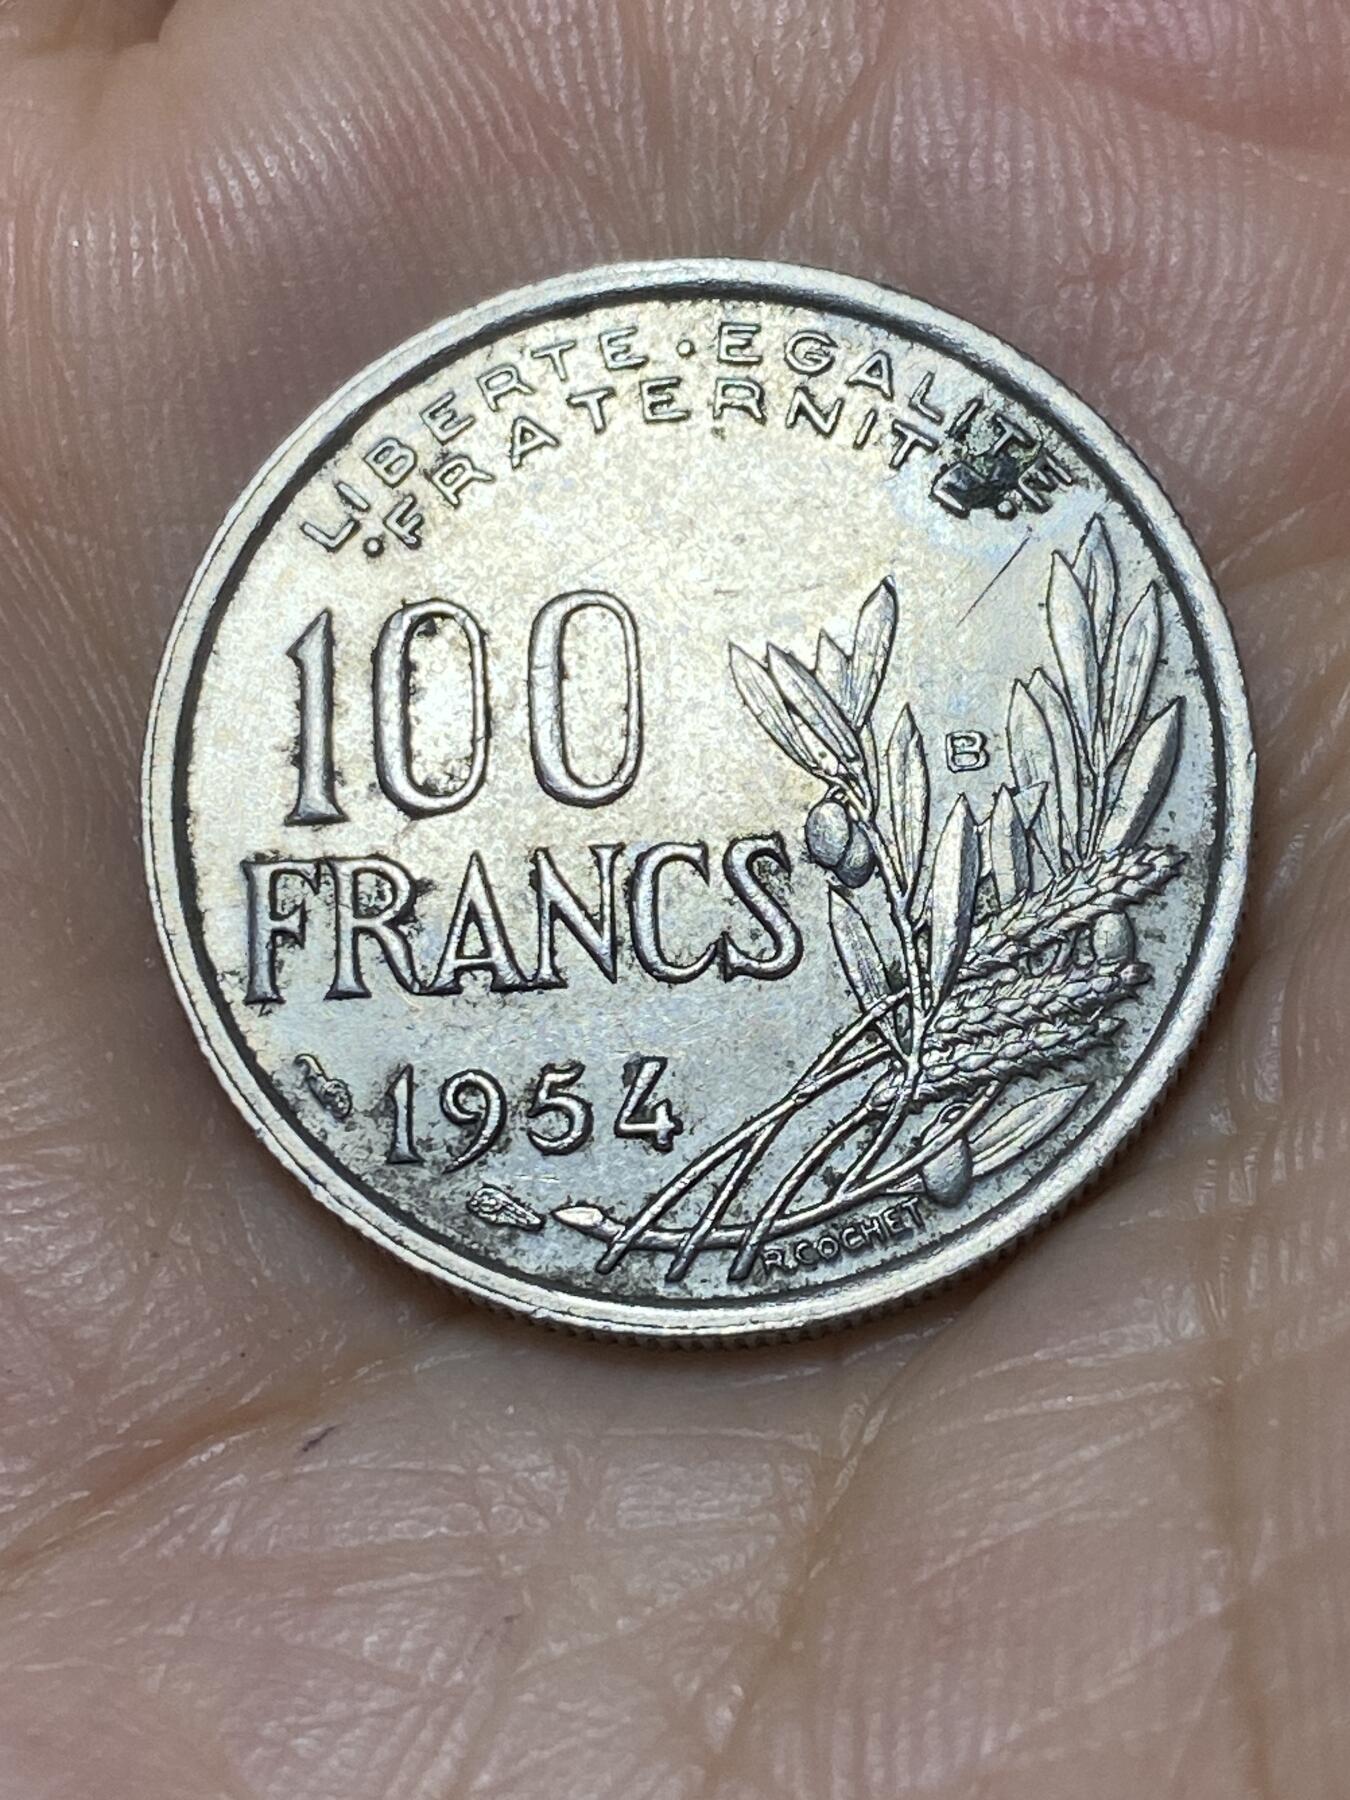 LIBERTE · EGALITE
· FRATERNITE ·
100
FRANCS
B
1954
R. COCHET